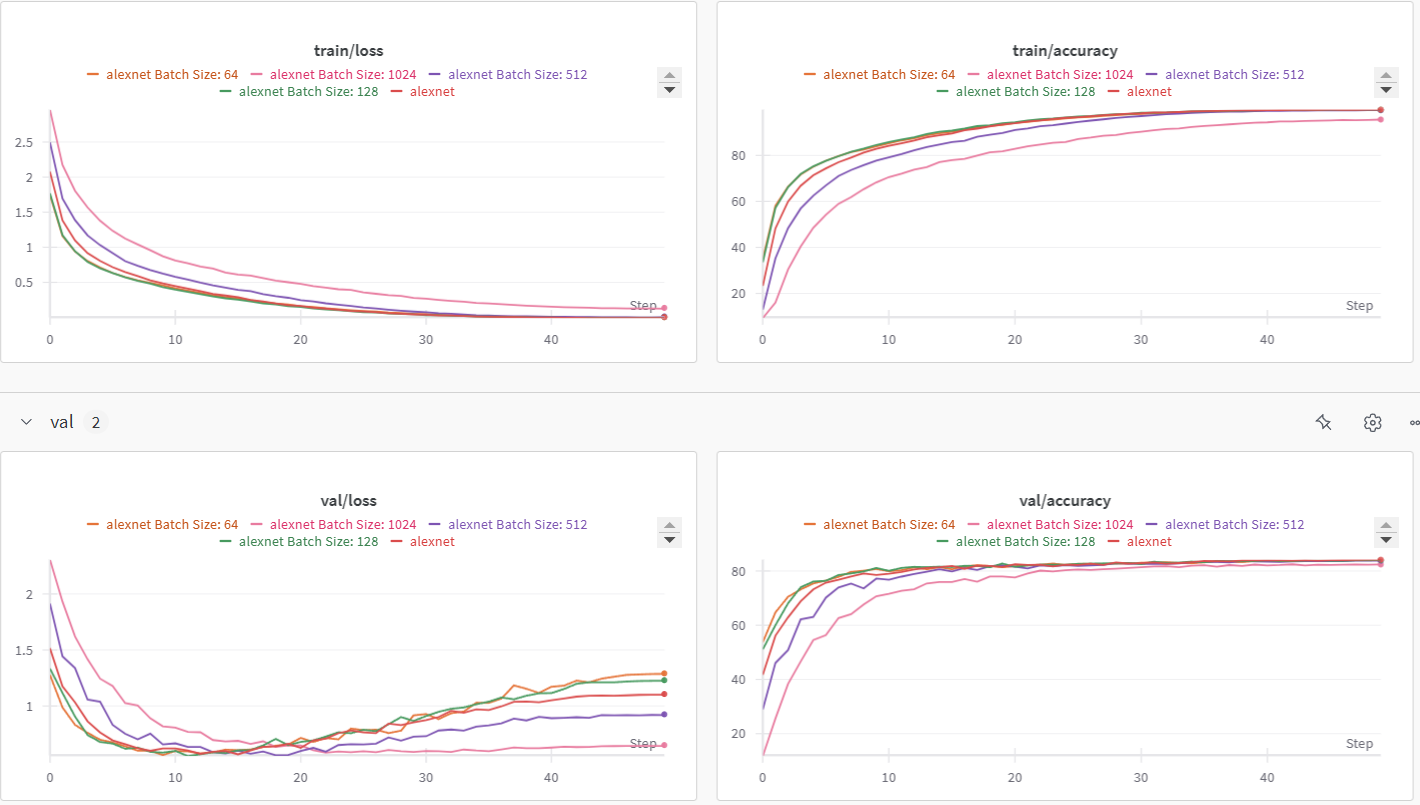 train/loss
alexnet Batch Size: 64 alexnet Batch Size: 1024 alexnet Batch Size: 512
alexnet Batch Size: 128 alexnet
2.5
2
1.5
1
0.5
Step
0 10 20 30 40
train/accuracy
alexnet Batch Size: 64 alexnet Batch Size: 1024 alexnet Batch Size: 512
alexnet Batch Size: 128 alexnet
80
60
40
20
Step
0 10 20 30 40
val 2
val/loss
alexnet Batch Size: 64 alexnet Batch Size: 1024 alexnet Batch Size: 512
alexnet Batch Size: 128 alexnet
2
1.5
1
Step
0 10 20 30 40
val/accuracy
alexnet Batch Size: 64 alexnet Batch Size: 1024 alexnet Batch Size: 512
alexnet Batch Size: 128 alexnet
80
60
40
20
Step
0 10 20 30 40